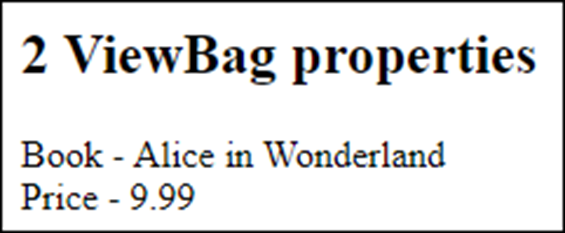 2 ViewBag properties
Book - Alice in Wonderland
Price - 9.99